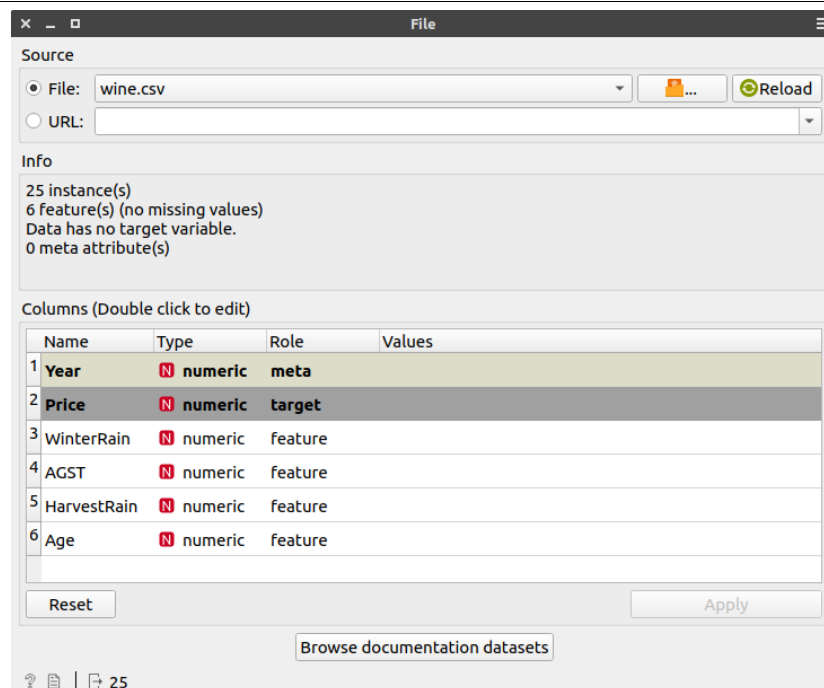 File
Source
File: wine.csv ... Reload
URL:
Info
25 instance(s)
6 feature(s) (no missing values)
Data has no target variable.
0 meta attribute(s)
Columns (Double click to edit)
Name Type Role Values
1 Year N numeric meta
2 Price N numeric target
3 WinterRain N numeric feature
4 AGST N numeric feature
5 HarvestRain N numeric feature
6 Age N numeric feature
Reset Apply
Browse documentation datasets
? 25